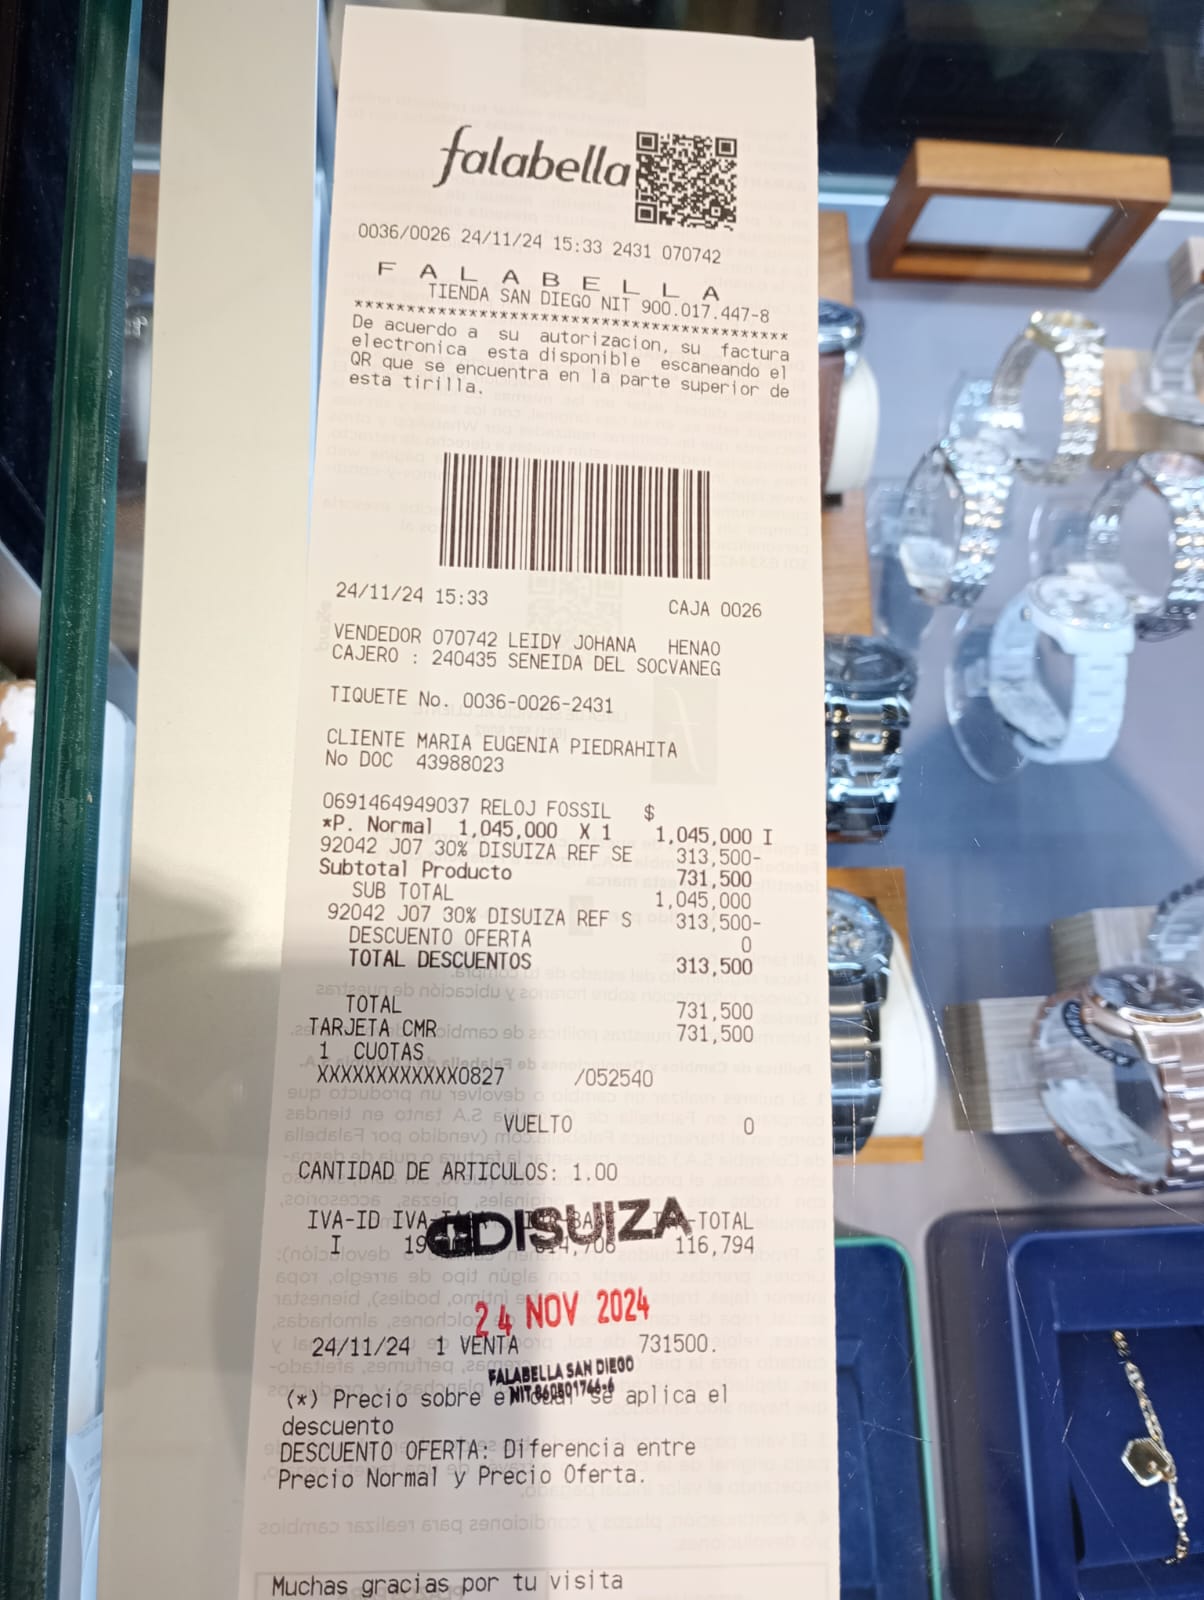 falabella
0036/0026 24/11/24 15:33 2431 070742
F A L A B E L L A
TIENDA SAN DIEGO NIT 900.017.447-8
*****************************************
De acuerdo a su autorizacion, su factura
electronica esta disponible escaneando el
QR que se encuentra en la parte superior de
esta tirilla.
24/11/24 15:33 CAJA 0026
VENDEDOR 070742 LEIDY JOHANA HENAO
CAJERO : 240435 SENEIDA DEL SOCVANEG
TIQUETE No. 0036-0026-2431
CLIENTE MARIA EUGENIA PIEDRAHITA
No DOC 43988023
0691464949037 RELOJ FOSSIL $
*P. Normal 1,045,000 X 1 1,045,000 I
92042 J07 30% DISUIZA REF SE 313,500-
Subtotal Producto 731,500
SUB TOTAL 1,045,000
92042 J07 30% DISUIZA REF S 313,500-
DESCUENTO OFERTA 0
TOTAL DESCUENTOS 313,500
TOTAL 731,500
TARJETA CMR 731,500
1 CUOTAS
XXXXXXXXXXXX0827 /052540
VUELTO 0
CANTIDAD DE ARTICULOS: 1.00
IVA-ID TOTAL
DISUIZA
I 19 116,794
24 NOV 2024
24/11/24 1 VENTA 731500.
FALABELLA SAN DIEGO
(*) Precio sobre el se aplica el
descuento
DESCUENTO OFERTA: Diferencia entre
Precio Normal y Precio Oferta.
Muchas gracias por tu visita